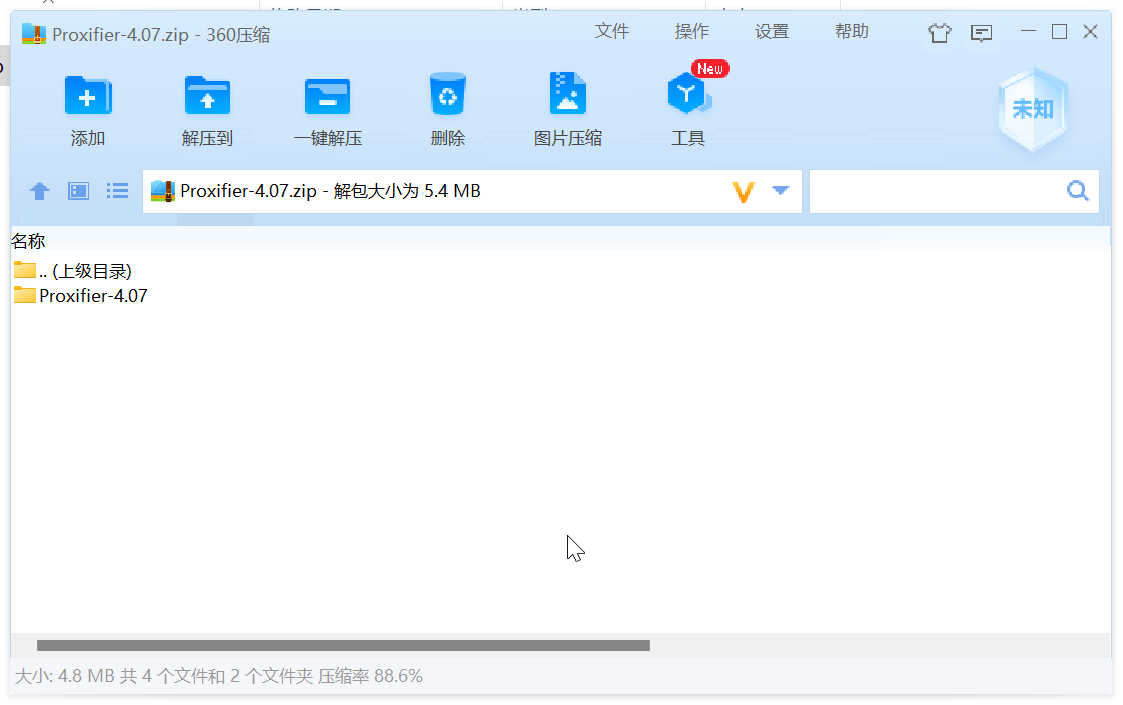 Proxifier-4.07.zip - 360压缩
文件 操作 设置 帮助
New
添加 解压到 一键解压 删除 图片压缩 工具
未知
Proxifier-4.07.zip - 解包大小为 5.4 MB
名称
.. (上级目录)
Proxifier-4.07
大小: 4.8 MB 共 4 个文件和 2 个文件夹 压缩率 88.6%